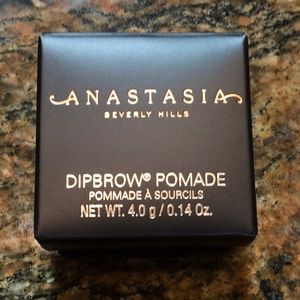 ANASTASIA
BEVERLY HILLS
DIPBROW® POMADE
POMMADE À SOURCILS
NET WT. 4.0 g / 0.14 Oz.